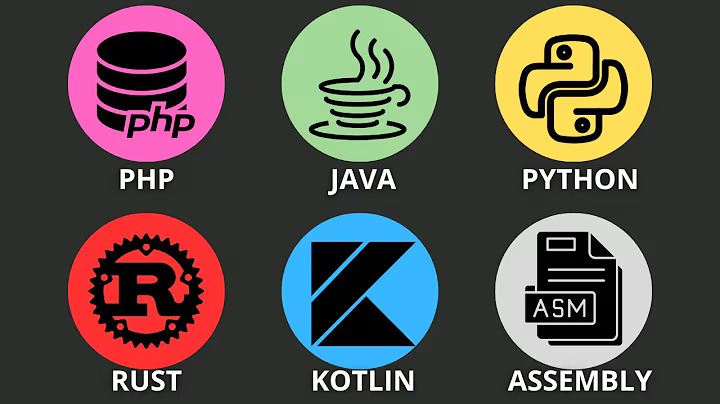 php
PHP
JAVA
PYTHON
R
RUST
KOTLIN
ASM
ASSEMBLY